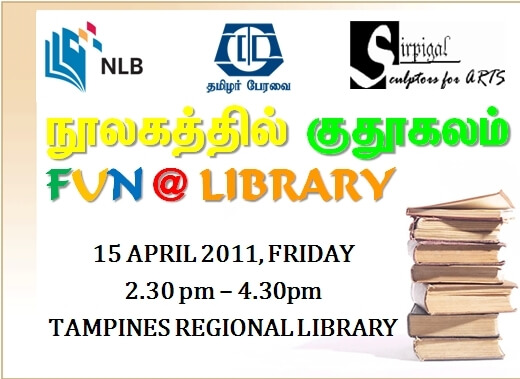 NLB
தமிழர் பேரவை
Sirpigal
Sculptors for ARTS
நூலகத்தில் குதூகலம்
FUN @ LIBRARY
15 APRIL 2011, FRIDAY
2.30 pm – 4.30pm
TAMPINES REGIONAL LIBRARY